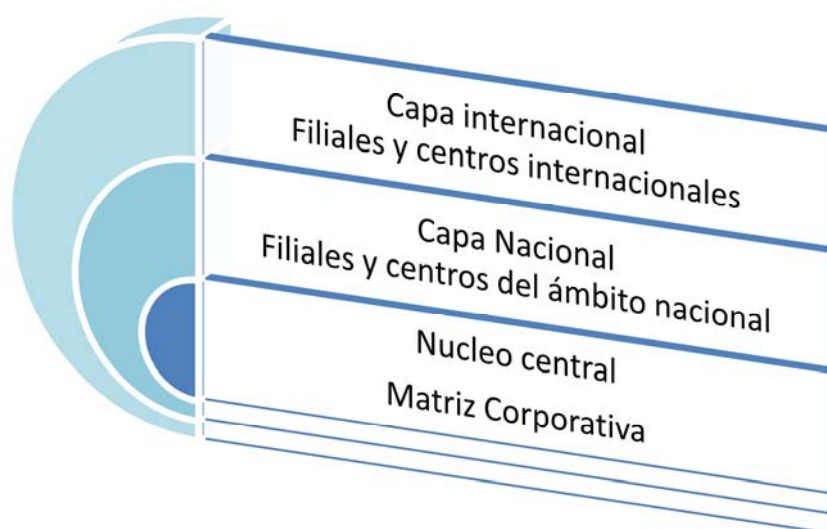 Capa internacional
Filiales y centros internacionales
Capa Nacional
Filiales y centros del ámbito nacional
Nucleo central
Matriz Corporativa